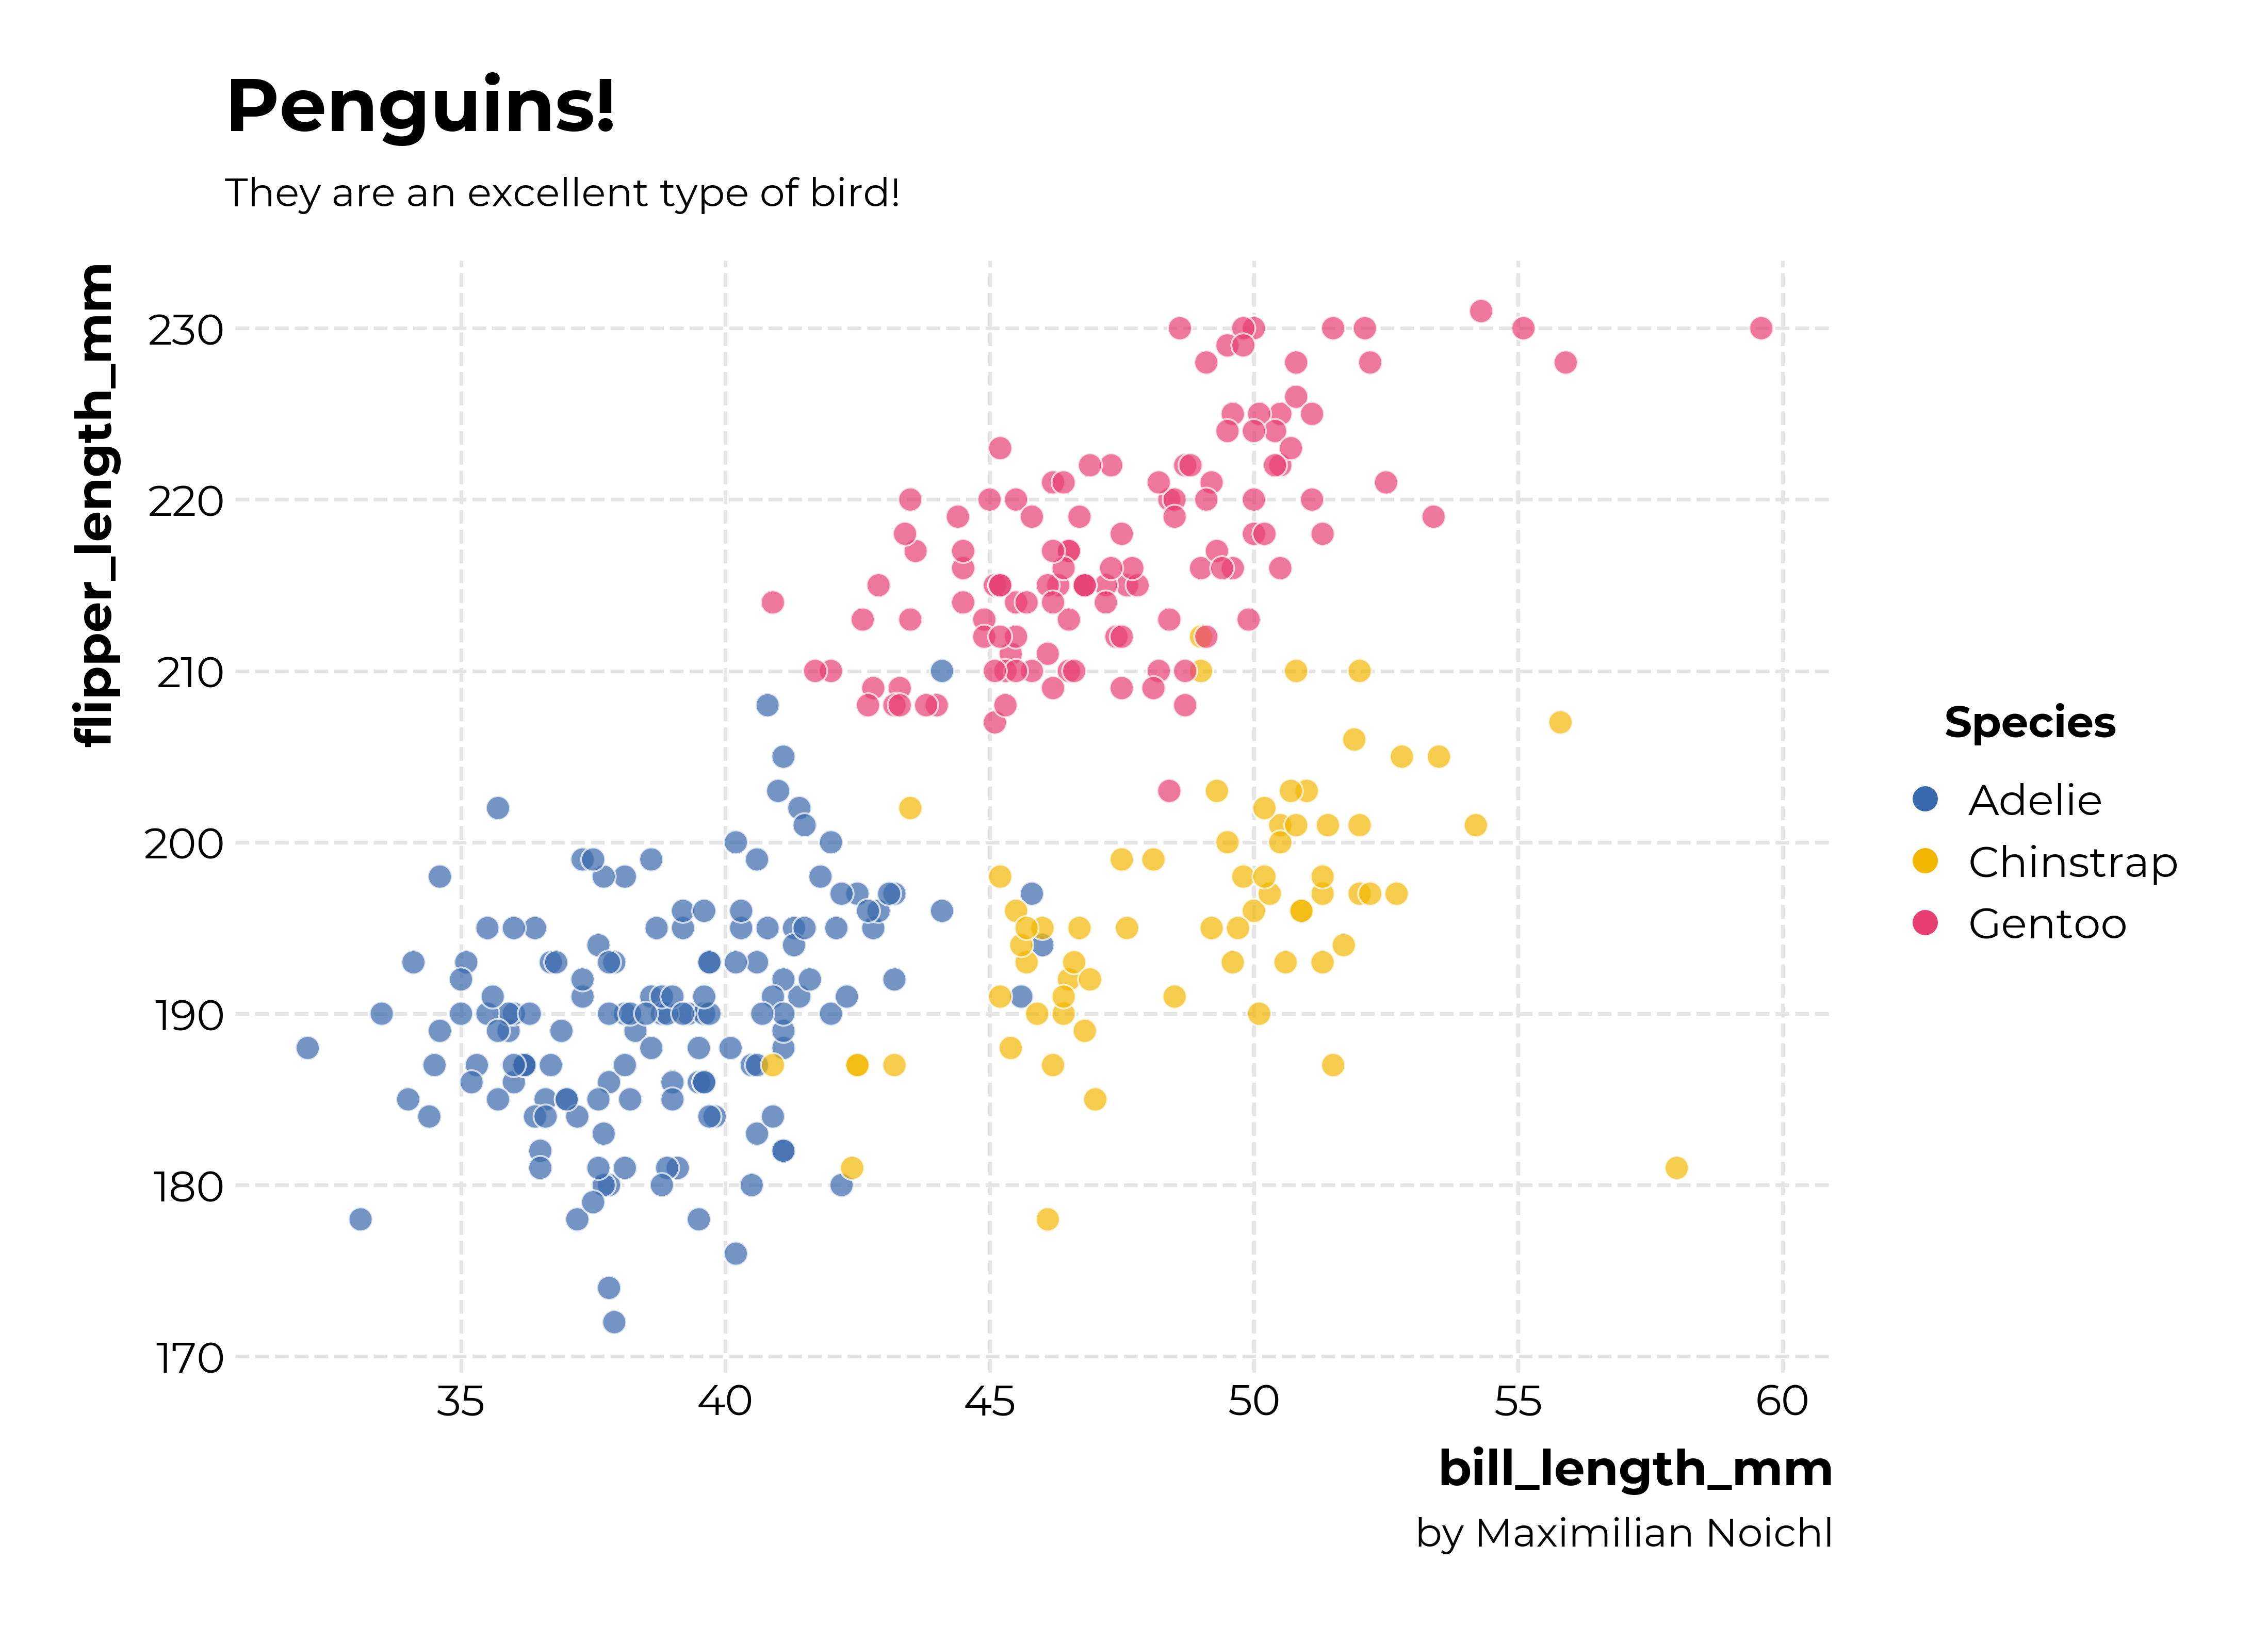 Penguins!
They are an excellent type of bird!
flipper_length_mm
230
220
210
200
190
180
170
35 40 45 50 55 60
bill_length_mm
by Maximilian Noichl
Species
Adelie
Chinstrap
Gentoo